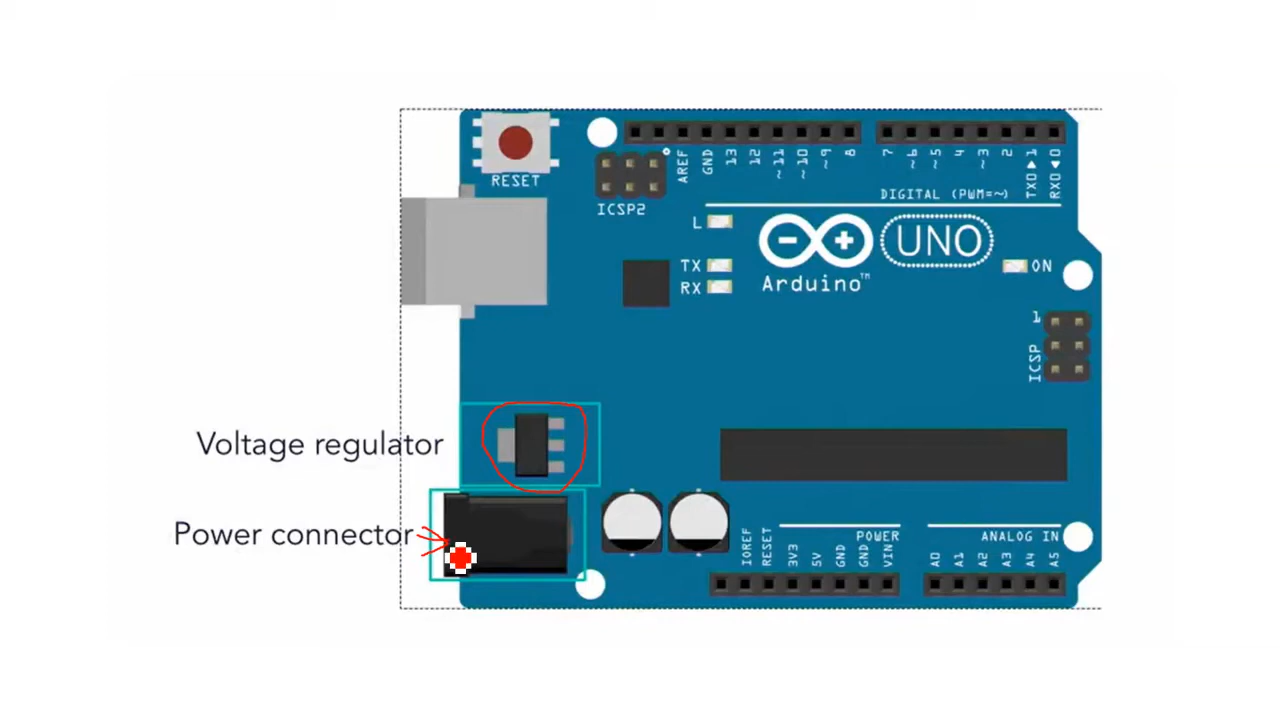 RESET
ICSP2
AREF
GND
13
12
~11
~10
~9
8
7
~6
~5
4
~3
2
TX0▶1
RX0◀0
DIGITAL (PWM=~)
L
TX
RX
UNO
Arduino™
ON
1
ICSP
Voltage regulator
Power connector
POWER
ANALOG IN
IOREF
RESET
3V3
5V
GND
GND
VIN
A0
A1
A2
A3
A4
A5